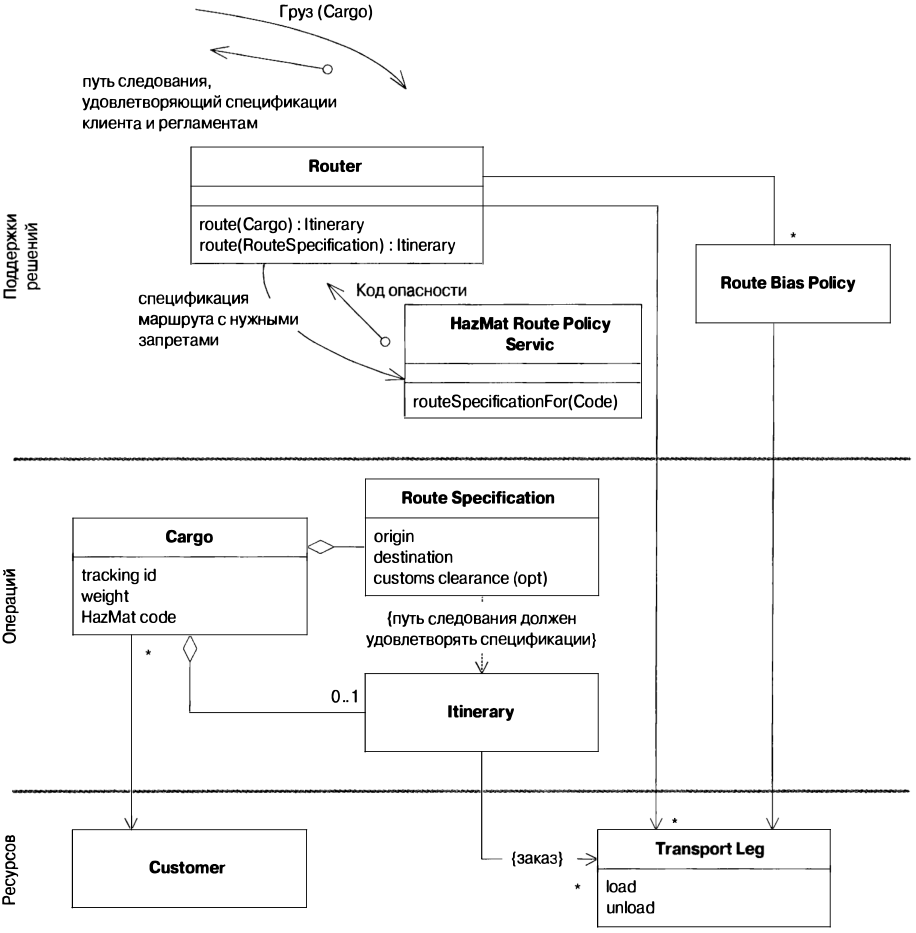 Груз (Cargo)
путь следования,
удовлетворяющий спецификации
клиента и регламентам
Router
route(Cargo) : Itinerary
route(RouteSpecification) : Itinerary
*
Route Bias Policy
Поддержки
решений
спецификация
маршрута с нужными
запретами
Код опасности
HazMat Route Policy
Servic
routeSpecificationFor(Code)
Операций
Cargo
tracking id
weight
HazMat code
Route Specification
origin
destination
customs clearance (opt)
{путь следования должен
удовлетворять спецификации}
*
0..1
Itinerary
Ресурсов
Customer
{заказ}
*
*
Transport Leg
load
unload